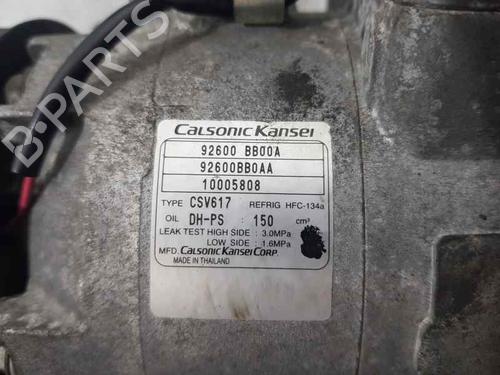 CALSONIC KANSEI
92600 BB00A
92600BB0AA
10005808
TYPE CSV617 REFRIG HFC-134a
OIL DH-PS : 150 cm³
LEAK TEST HIGH SIDE : 3.0MPa
LOW SIDE : 1.6MPa
MFD. CALSONIC KANSEI CORP.
MADE IN THAILAND
B-PARTS